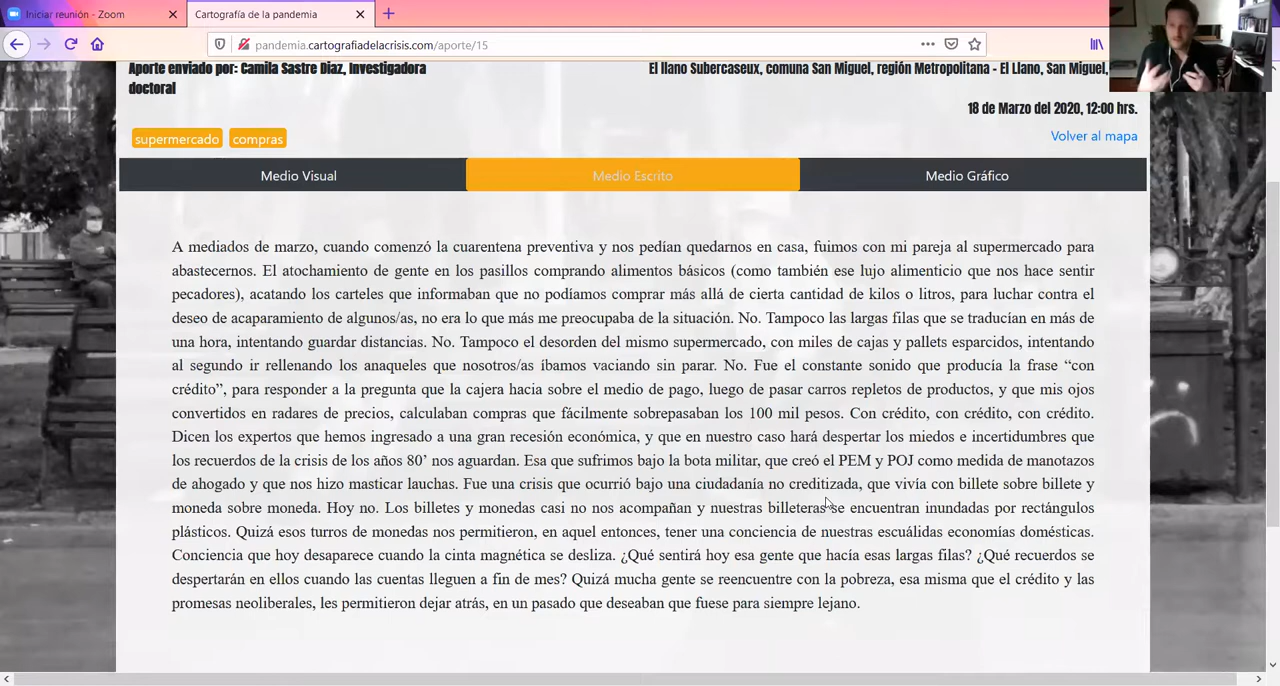 Iniciar reunión - Zoom
Cartografía de la pandemia
pandemia.cartografiadelacrisis.com/aporte/15
Aporte enviado por: Camila Sastre Diaz, Investigadora
doctoral
El llano Subercaseux, comuna San Miguel, región Metropolitana - El Llano, San Miguel,
18 de Marzo del 2020, 12:00 hrs.
supermercado compras
Volver al mapa
Medio Visual Medio Escrito Medio Gráfico
A mediados de marzo, cuando comenzó la cuarentena preventiva y nos pedían quedarnos en casa, fuimos con mi pareja al supermercado para
abastecernos. El atochamiento de gente en los pasillos comprando alimentos básicos (como también ese lujo alimenticio que nos hace sentir
pecadores), acatando los carteles que informaban que no podíamos comprar más allá de cierta cantidad de kilos o litros, para luchar contra el
deseo de acaparamiento de algunos/as, no era lo que más me preocupaba de la situación. No. Tampoco las largas filas que se traducían en más de
una hora, intentando guardar distancias. No. Tampoco el desorden del mismo supermercado, con miles de cajas y pallets esparcidos, intentando
al segundo ir rellenando los anaqueles que nosotros/as íbamos vaciando sin parar. No. Fue el constante sonido que producía la frase “con
crédito”, para responder a la pregunta que la cajera hacia sobre el medio de pago, luego de pasar carros repletos de productos, y que mis ojos
convertidos en radares de precios, calculaban compras que fácilmente sobrepasaban los 100 mil pesos. Con crédito, con crédito, con crédito.
Dicen los expertos que hemos ingresado a una gran recesión económica, y que en nuestro caso hará despertar los miedos e incertidumbres que
los recuerdos de la crisis de los años 80’ nos aguardan. Esa que sufrimos bajo la bota militar, que creó el PEM y POJ como medida de manotazos
de ahogado y que nos hizo masticar lauchas. Fue una crisis que ocurrió bajo una ciudadanía no creditizada, que vivía con billete sobre billete y
moneda sobre moneda. Hoy no. Los billetes y monedas casi no nos acompañan y nuestras billeteras se encuentran inundadas por rectángulos
plásticos. Quizá esos turros de monedas nos permitieron, en aquel entonces, tener una conciencia de nuestras escuálidas economías domésticas.
Conciencia que hoy desaparece cuando la cinta magnética se desliza. ¿Qué sentirá hoy esa gente que hacía esas largas filas? ¿Qué recuerdos se
despertarán en ellos cuando las cuentas lleguen a fin de mes? Quizá mucha gente se reencuentre con la pobreza, esa misma que el crédito y las
promesas neoliberales, les permitieron dejar atrás, en un pasado que deseaban que fuese para siempre lejano.